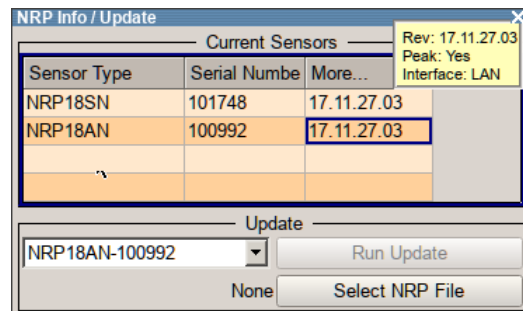 NRP Info / Update
Current Sensors
Rev: 17.11.27.03
Peak: Yes
Interface: LAN
Sensor Type Serial Numbe More...
NRP18SN 101748 17.11.27.03
NRP18AN 100992 17.11.27.03
Update
NRP18AN-100992 Run Update
None Select NRP File